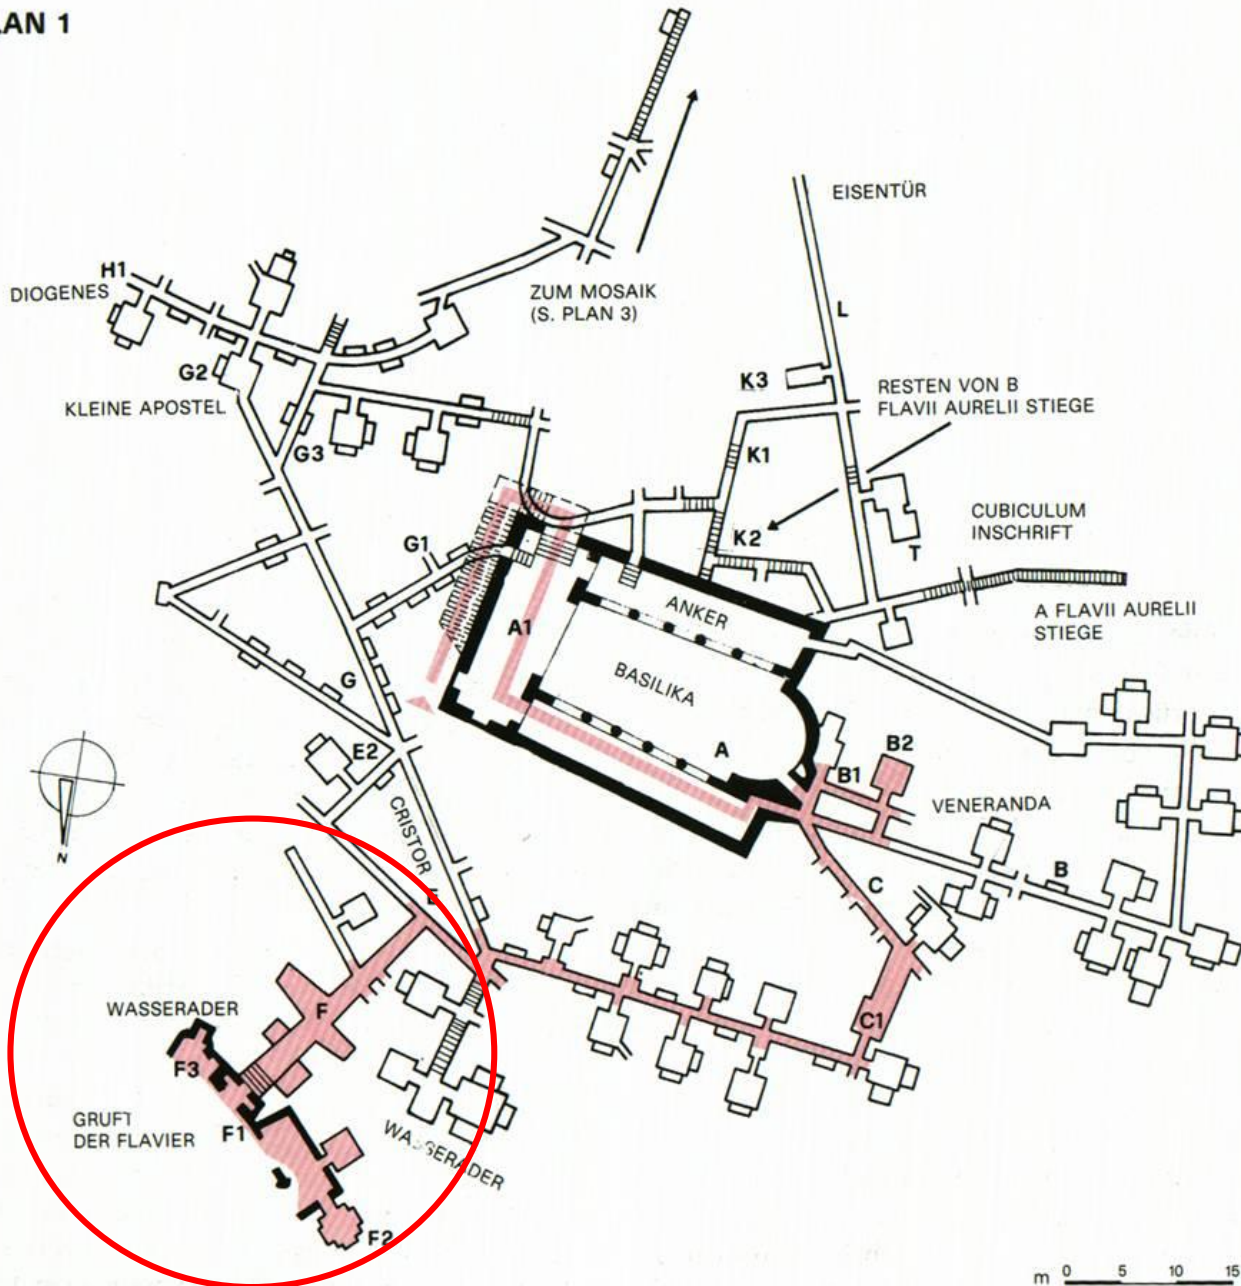 LAN 1
EISENTÜR
H1
DIOGENES
ZUM MOSAIK
(S. PLAN 3)
L
K3
G2
RESTEN VON B
FLAVII AURELII STIEGE
KLEINE APOSTEL
K1
G3
CUBICULUM
INSCHRIFT
K2
G1
T
ANKER
A FLAVII AURELII
STIEGE
A1
BASILIKA
G
A
B2
E2
B1
VENERANDA
CRISTOR
N
B
C
WASSERADER
F
C1
F3
GRUFT
DER FLAVIER
F1
WASSERADER
F2
m 0 5 10 15